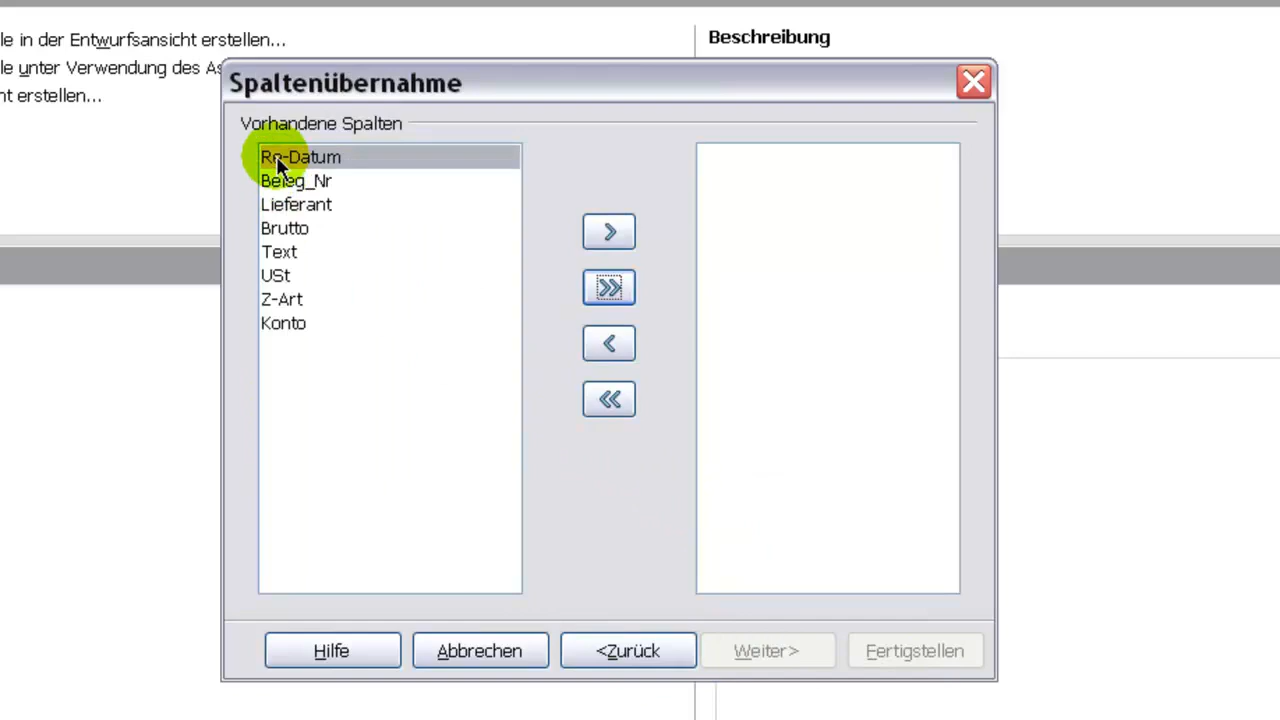 le in der Entwurfsansicht erstellen...
le unter Verwendung des As
nt erstellen...
Beschreibung
Spaltenübernahme
Vorhandene Spalten
Re-Datum
Beleg_Nr
Lieferant
Brutto
Text
USt
Z-Art
Konto
Hilfe
Abbrechen
<Zurück
Weiter>
Fertigstellen